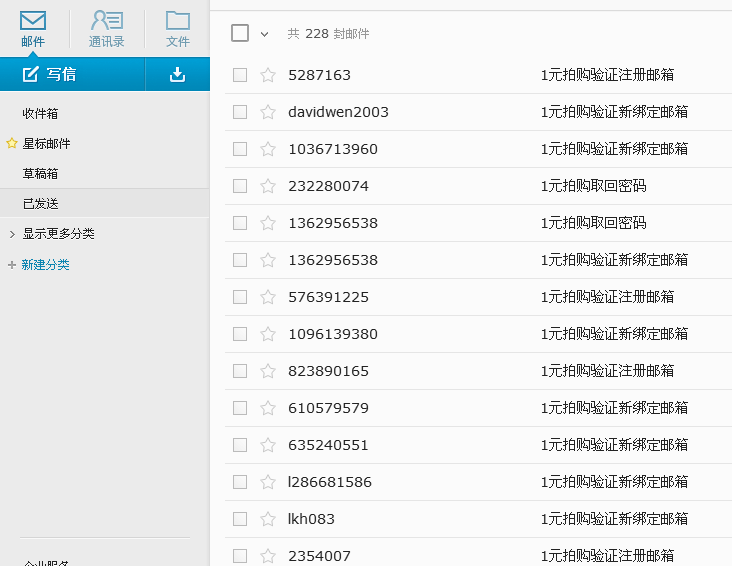 邮件
通讯录
文件
写信
收件箱
星标邮件
草稿箱
已发送
显示更多分类
新建分类
企业服务
共 228 封邮件
5287163 1元拍购验证注册邮箱
davidwen2003 1元拍购验证新绑定邮箱
1036713960 1元拍购验证新绑定邮箱
232280074 1元拍购取回密码
1362956538 1元拍购取回密码
1362956538 1元拍购验证新绑定邮箱
576391225 1元拍购验证注册邮箱
1096139380 1元拍购验证新绑定邮箱
823890165 1元拍购验证注册邮箱
610579579 1元拍购验证新绑定邮箱
635240551 1元拍购验证新绑定邮箱
l286681586 1元拍购验证新绑定邮箱
lkh083 1元拍购验证新绑定邮箱
2354007 1元拍购验证注册邮箱